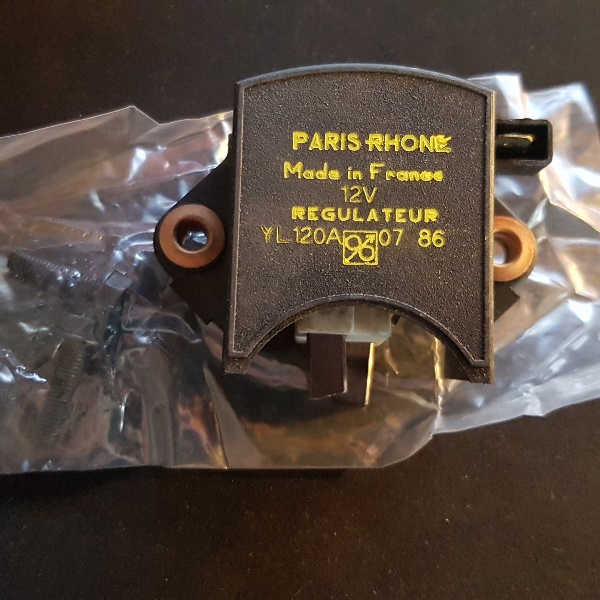 PARIS-RHONE
Made in France
12V
REGULATEUR
YL120A 96 07 86